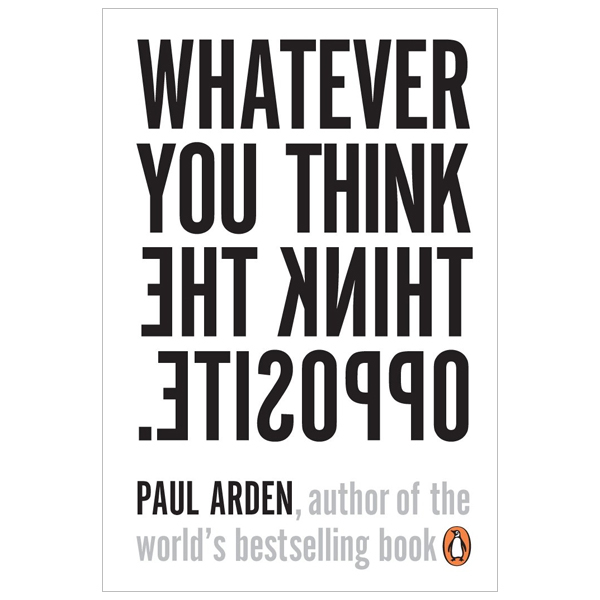 WHATEVER
YOU THINK
THINK THE
OPPOSITE.
PAUL ARDEN, author of the
world's bestselling book